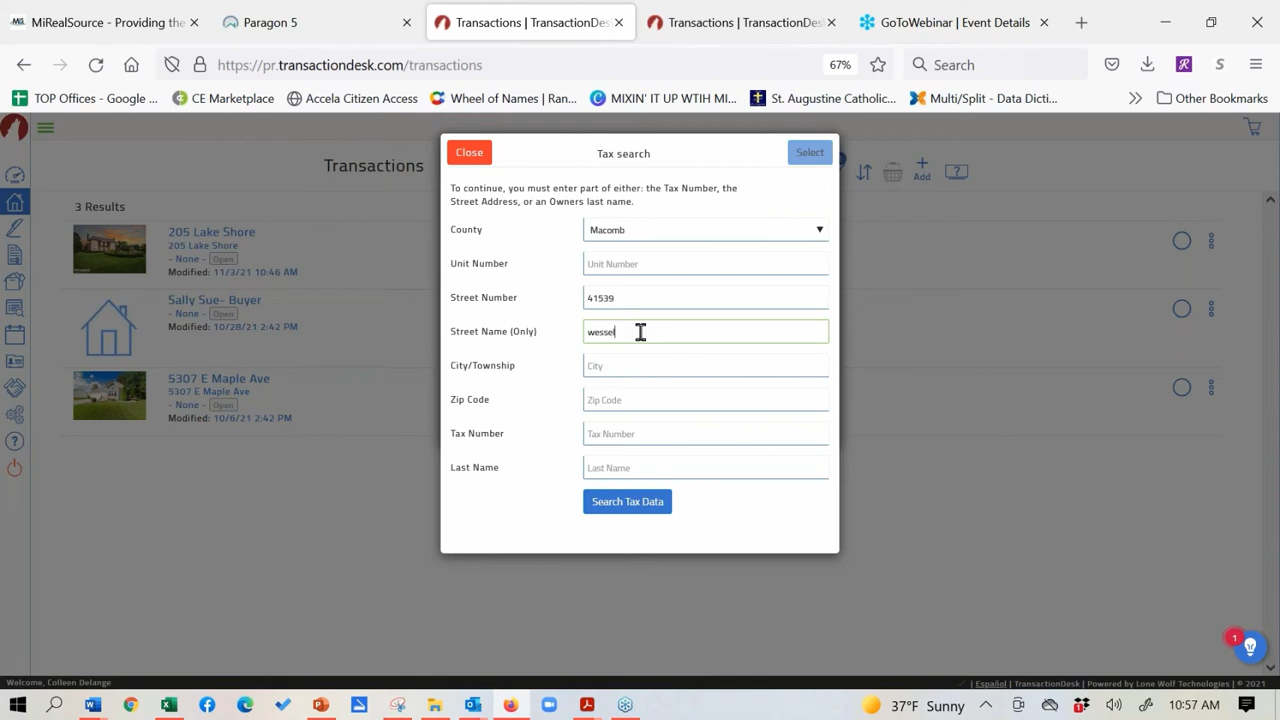 MiRealSource - Providing the
Paragon 5
Transactions | TransactionDes
Transactions | TransactionDesk
GoToWebinar | Event Details
https://pr.transactiondesk.com/transactions
67%
Search
TOP Offices - Google ...
CE Marketplace
Accela Citizen Access
Wheel of Names | Ran...
MIXIN' IT UP WTIH MI...
St. Augustine Catholic...
Multi/Split - Data Dicti...
Other Bookmarks
Transactions
Add
3 Results
205 Lake Shore
205 Lake Shore
- None - Open
Modified: 11/3/21 10:46 AM
Sally Sue- Buyer
- None - Open
Modified: 10/28/21 2:42 PM
5307 E Maple Ave
5307 E Maple Ave
- None - Open
Modified: 10/6/21 2:42 PM
Close
Tax search
Select
To continue, you must enter part of either: the Tax Number, the
Street Address, or an Owners last name.
County
Macomb
Unit Number
Unit Number
Street Number
41539
Street Name (Only)
wessel
City/Township
City
Zip Code
Zip Code
Tax Number
Tax Number
Last Name
Last Name
Search Tax Data
1
Welcome, Colleen Delange
| Español | TransactionDesk | Powered by Lone Wolf Technologies | © 2021
37°F Sunny
10:57 AM